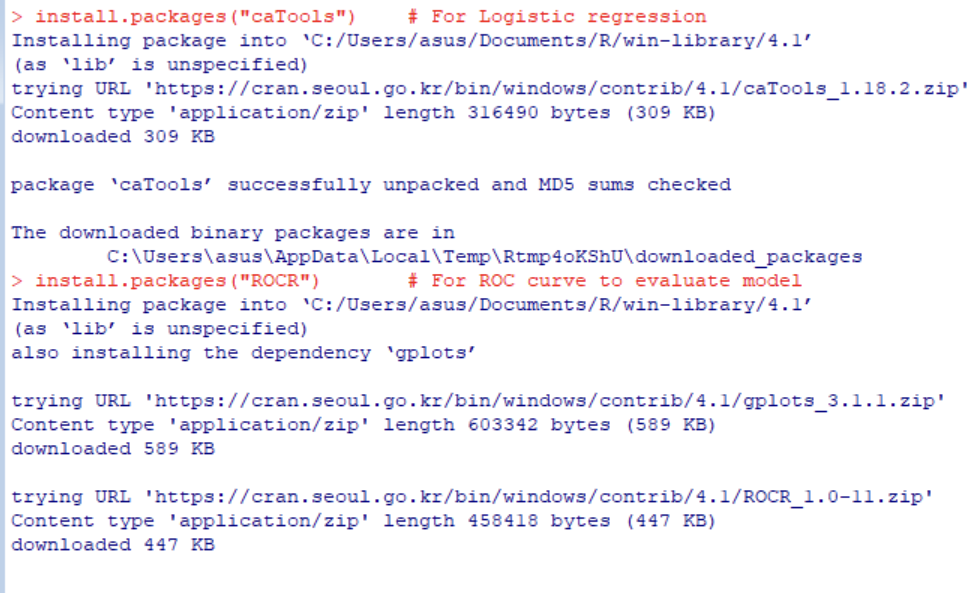 > install.packages("caTools")    # For Logistic regression
Installing package into ‘C:/Users/asus/Documents/R/win-library/4.1’
(as ‘lib’ is unspecified)
trying URL 'https://cran.seoul.go.kr/bin/windows/contrib/4.1/caTools_1.18.2.zip'
Content type 'application/zip' length 316490 bytes (309 KB)
downloaded 309 KB

package ‘caTools’ successfully unpacked and MD5 sums checked

The downloaded binary packages are in
        C:\Users\asus\AppData\Local\Temp\Rtmp4oKShU\downloaded_packages
> install.packages("ROCR")       # For ROC curve to evaluate model
Installing package into ‘C:/Users/asus/Documents/R/win-library/4.1’
(as ‘lib’ is unspecified)
also installing the dependency ‘gplots’

trying URL 'https://cran.seoul.go.kr/bin/windows/contrib/4.1/gplots_3.1.1.zip'
Content type 'application/zip' length 603342 bytes (589 KB)
downloaded 589 KB

trying URL 'https://cran.seoul.go.kr/bin/windows/contrib/4.1/ROCR_1.0-11.zip'
Content type 'application/zip' length 458418 bytes (447 KB)
downloaded 447 KB